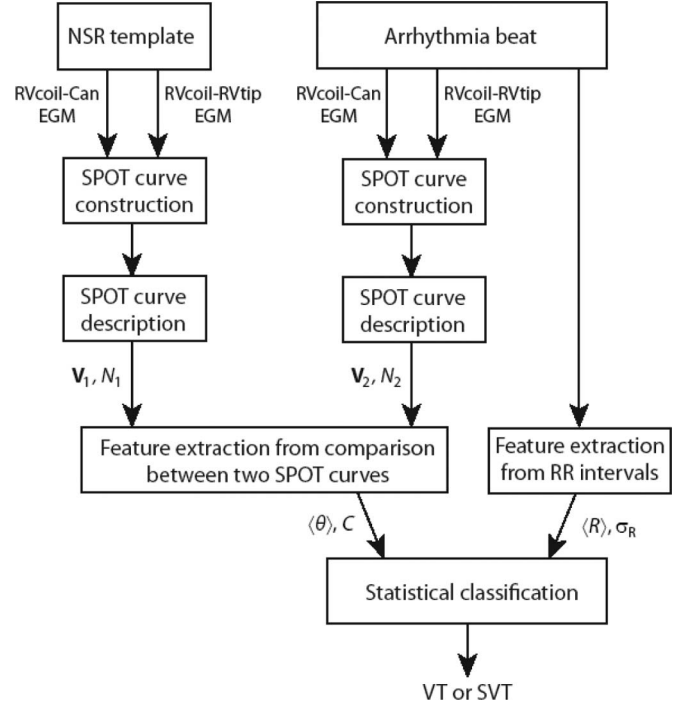 NSR template
Arrhythmia beat
RVcoil-Can
EGM
RVcoil-RVtip
EGM
RVcoil-Can
EGM
RVcoil-RVtip
EGM
SPOT curve
construction
SPOT curve
construction
SPOT curve
description
SPOT curve
description
V₁, N₁
V₂, N₂
Feature extraction from comparison
between two SPOT curves
Feature extraction
from RR intervals
⟨θ⟩, C
⟨R⟩, σ_R
Statistical classification
VT or SVT